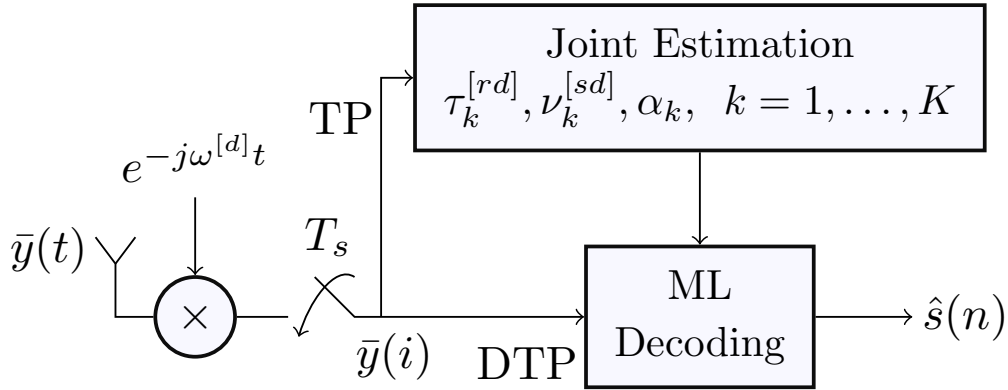 Joint Estimation
τ_k^{[rd]}, ν_k^{[sd]}, α_k, k = 1, . . . , K
TP
e^{-jω^{[d]}t}
ȳ(t)
T_s
×
ML
Decoding
ŝ(n)
ȳ(i)
DTP